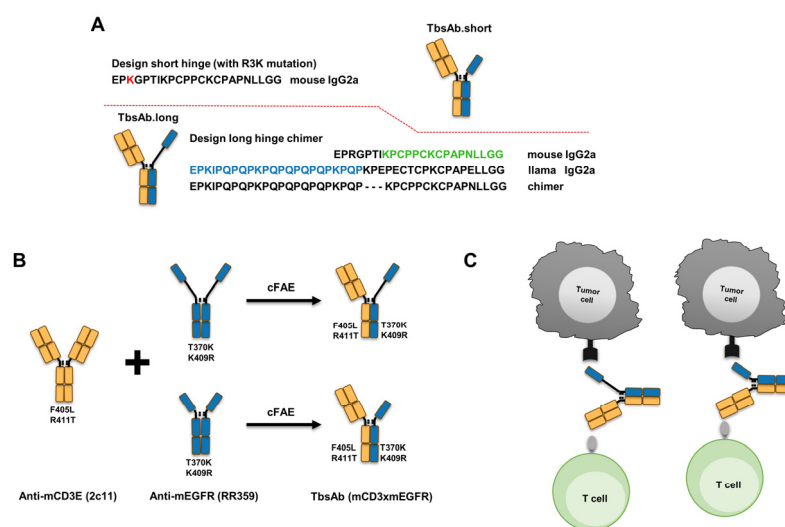 A
TbsAb.short
Design short hinge (with R3K mutation)
EPKGPTIKPCPPCKCPAPNLLGG mouse IgG2a
TbsAb.long
Design long hinge chimer
EPRGPTIKPCPPCKCPAPNLLGG mouse IgG2a
EPKIPQPQPKPQPQPQPQPKPQPKPEPECTCPKCPAPELLGG llama IgG2a
EPKIPQPQPKPQPQPQPQPKPQP---KPCPPCKCPAPNLLGG chimer
B
cFAE
T370K
K409R
F405L
R411T
T370K
K409R
+
F405L
R411T
cFAE
T370K
K409R
F405L
R411T
T370K
K409R
Anti-mCD3E (2c11)
Anti-mEGFR (RR359)
TbsAb (mCD3xmEGFR)
C
Tumor
cell
Tumor
cell
T cell
T cell